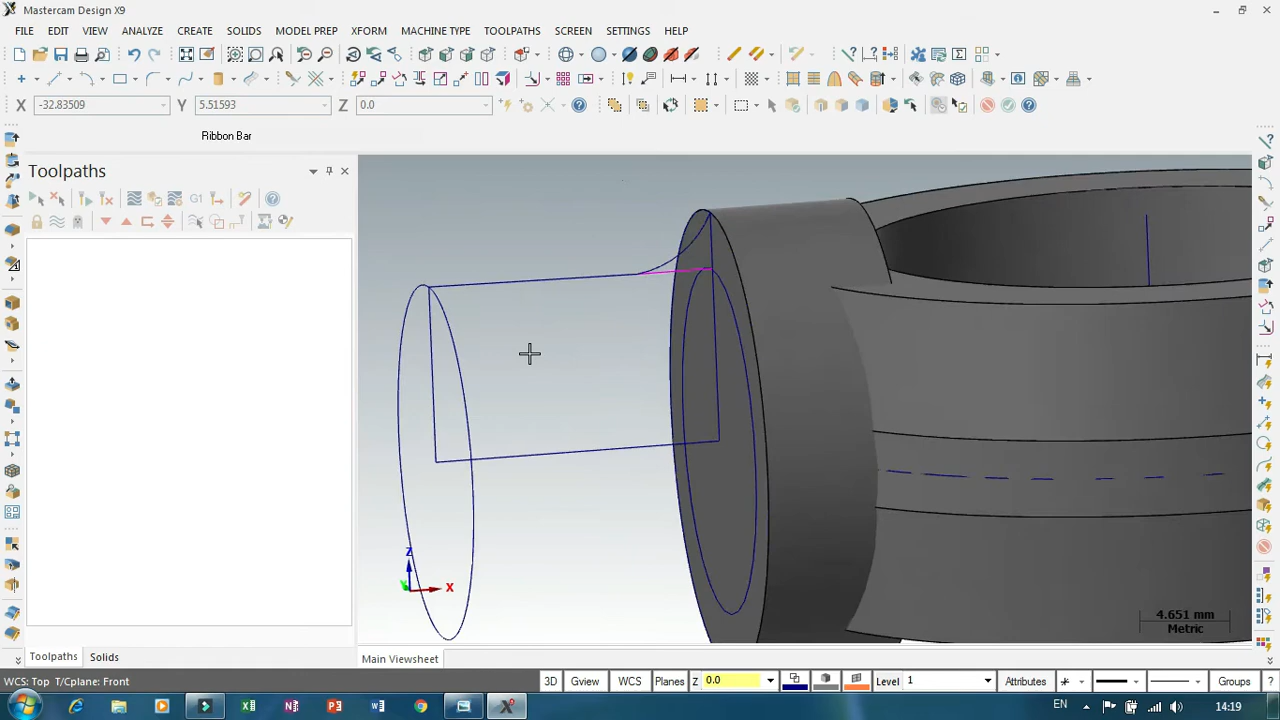 Mastercam Design X9
FILE EDIT VIEW ANALYZE CREATE SOLIDS MODEL PREP XFORM MACHINE TYPE TOOLPATHS SCREEN SETTINGS HELP
X -32.83509 Y 5.51593 Z 0.0
Ribbon Bar
Toolpaths
G1
Z
Y
X
4.651 mm
Metric
Toolpaths Solids
Main Viewsheet
WCS: Top T/Cplane: Front
3D Gview WCS Planes Z 0.0 Level 1 Attributes Groups
EN 14:19